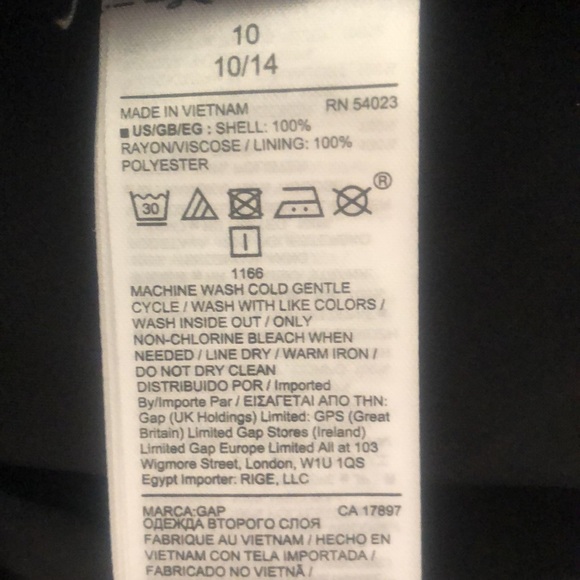 10
10/14
MADE IN VIETNAM RN 54023
■ US/GB/EG : SHELL: 100%
RAYON/VISCOSE / LINING: 100%
POLYESTER
30
®
1166
MACHINE WASH COLD GENTLE
CYCLE / WASH WITH LIKE COLORS /
WASH INSIDE OUT / ONLY
NON-CHLORINE BLEACH WHEN
NEEDED / LINE DRY / WARM IRON /
DO NOT DRY CLEAN
DISTRIBUIDO POR / Imported
By/Importe Par / ΕΙΣΑΓΕΤΑΙ ΑΠΟ ΤΗΝ:
Gap (UK Holdings) Limited: GPS (Great
Britain) Limited Gap Stores (Ireland)
Limited Gap Europe Limited All at 103
Wigmore Street, London, W1U 1QS
Egypt Importer: RIGE, LLC
MARCA:GAP CA 17897
ОДЕЖДА ВТОРОГО СЛОЯ
FABRIQUE AU VIETNAM / HECHO EN
VIETNAM CON TELA IMPORTADA /
FABRICADO NO VIETNÃ /